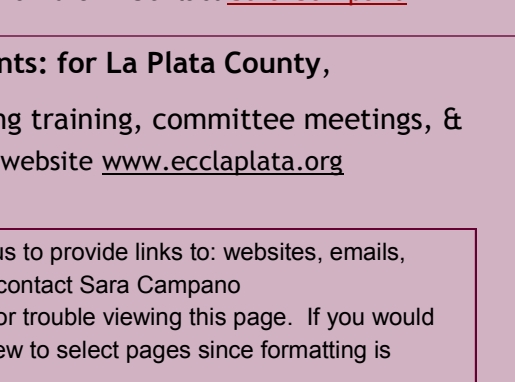 nts: for La Plata County,
ng training, committee meetings, &
website www.ecclaplata.org
us to provide links to: websites, emails,
contact Sara Campano
or trouble viewing this page. If you would
ew to select pages since formatting is